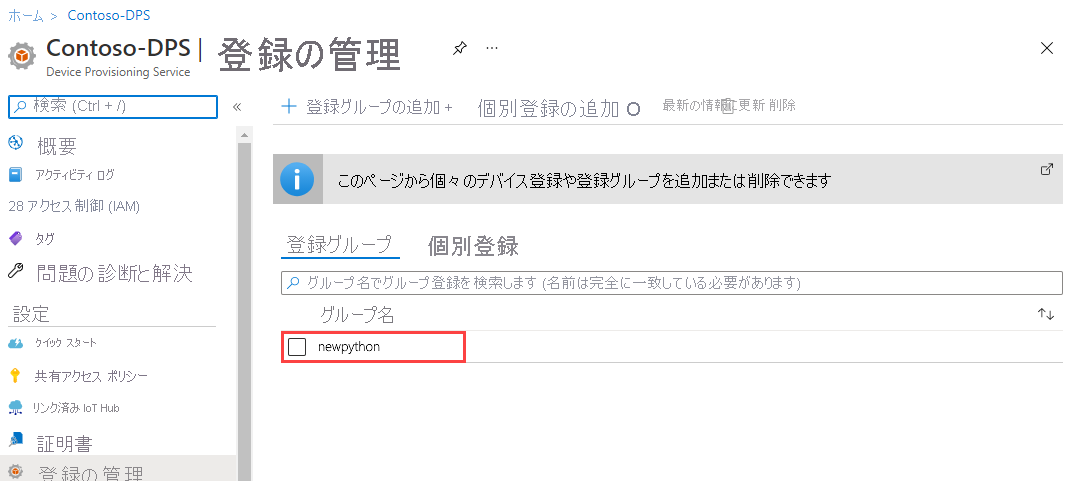 ホーム > Contoso-DPS
Contoso-DPS | 登録の管理 ...
Device Provisioning Service
検索 (Ctrl + /) «
概要
アクティビティ ログ
28 アクセス制御 (IAM)
タグ
問題の診断と解決
設定
クイック スタート
共有アクセス ポリシー
リンク済み IoT Hub
証明書
登録の管理
+ 登録グループの追加 + 個別登録の追加 O 最新の情報に更新 削除
このページから個々のデバイス登録や登録グループを追加または削除できます
登録グループ 個別登録
グループ名でグループ登録を検索します (名前は完全に一致している必要があります)
グループ名
newpython